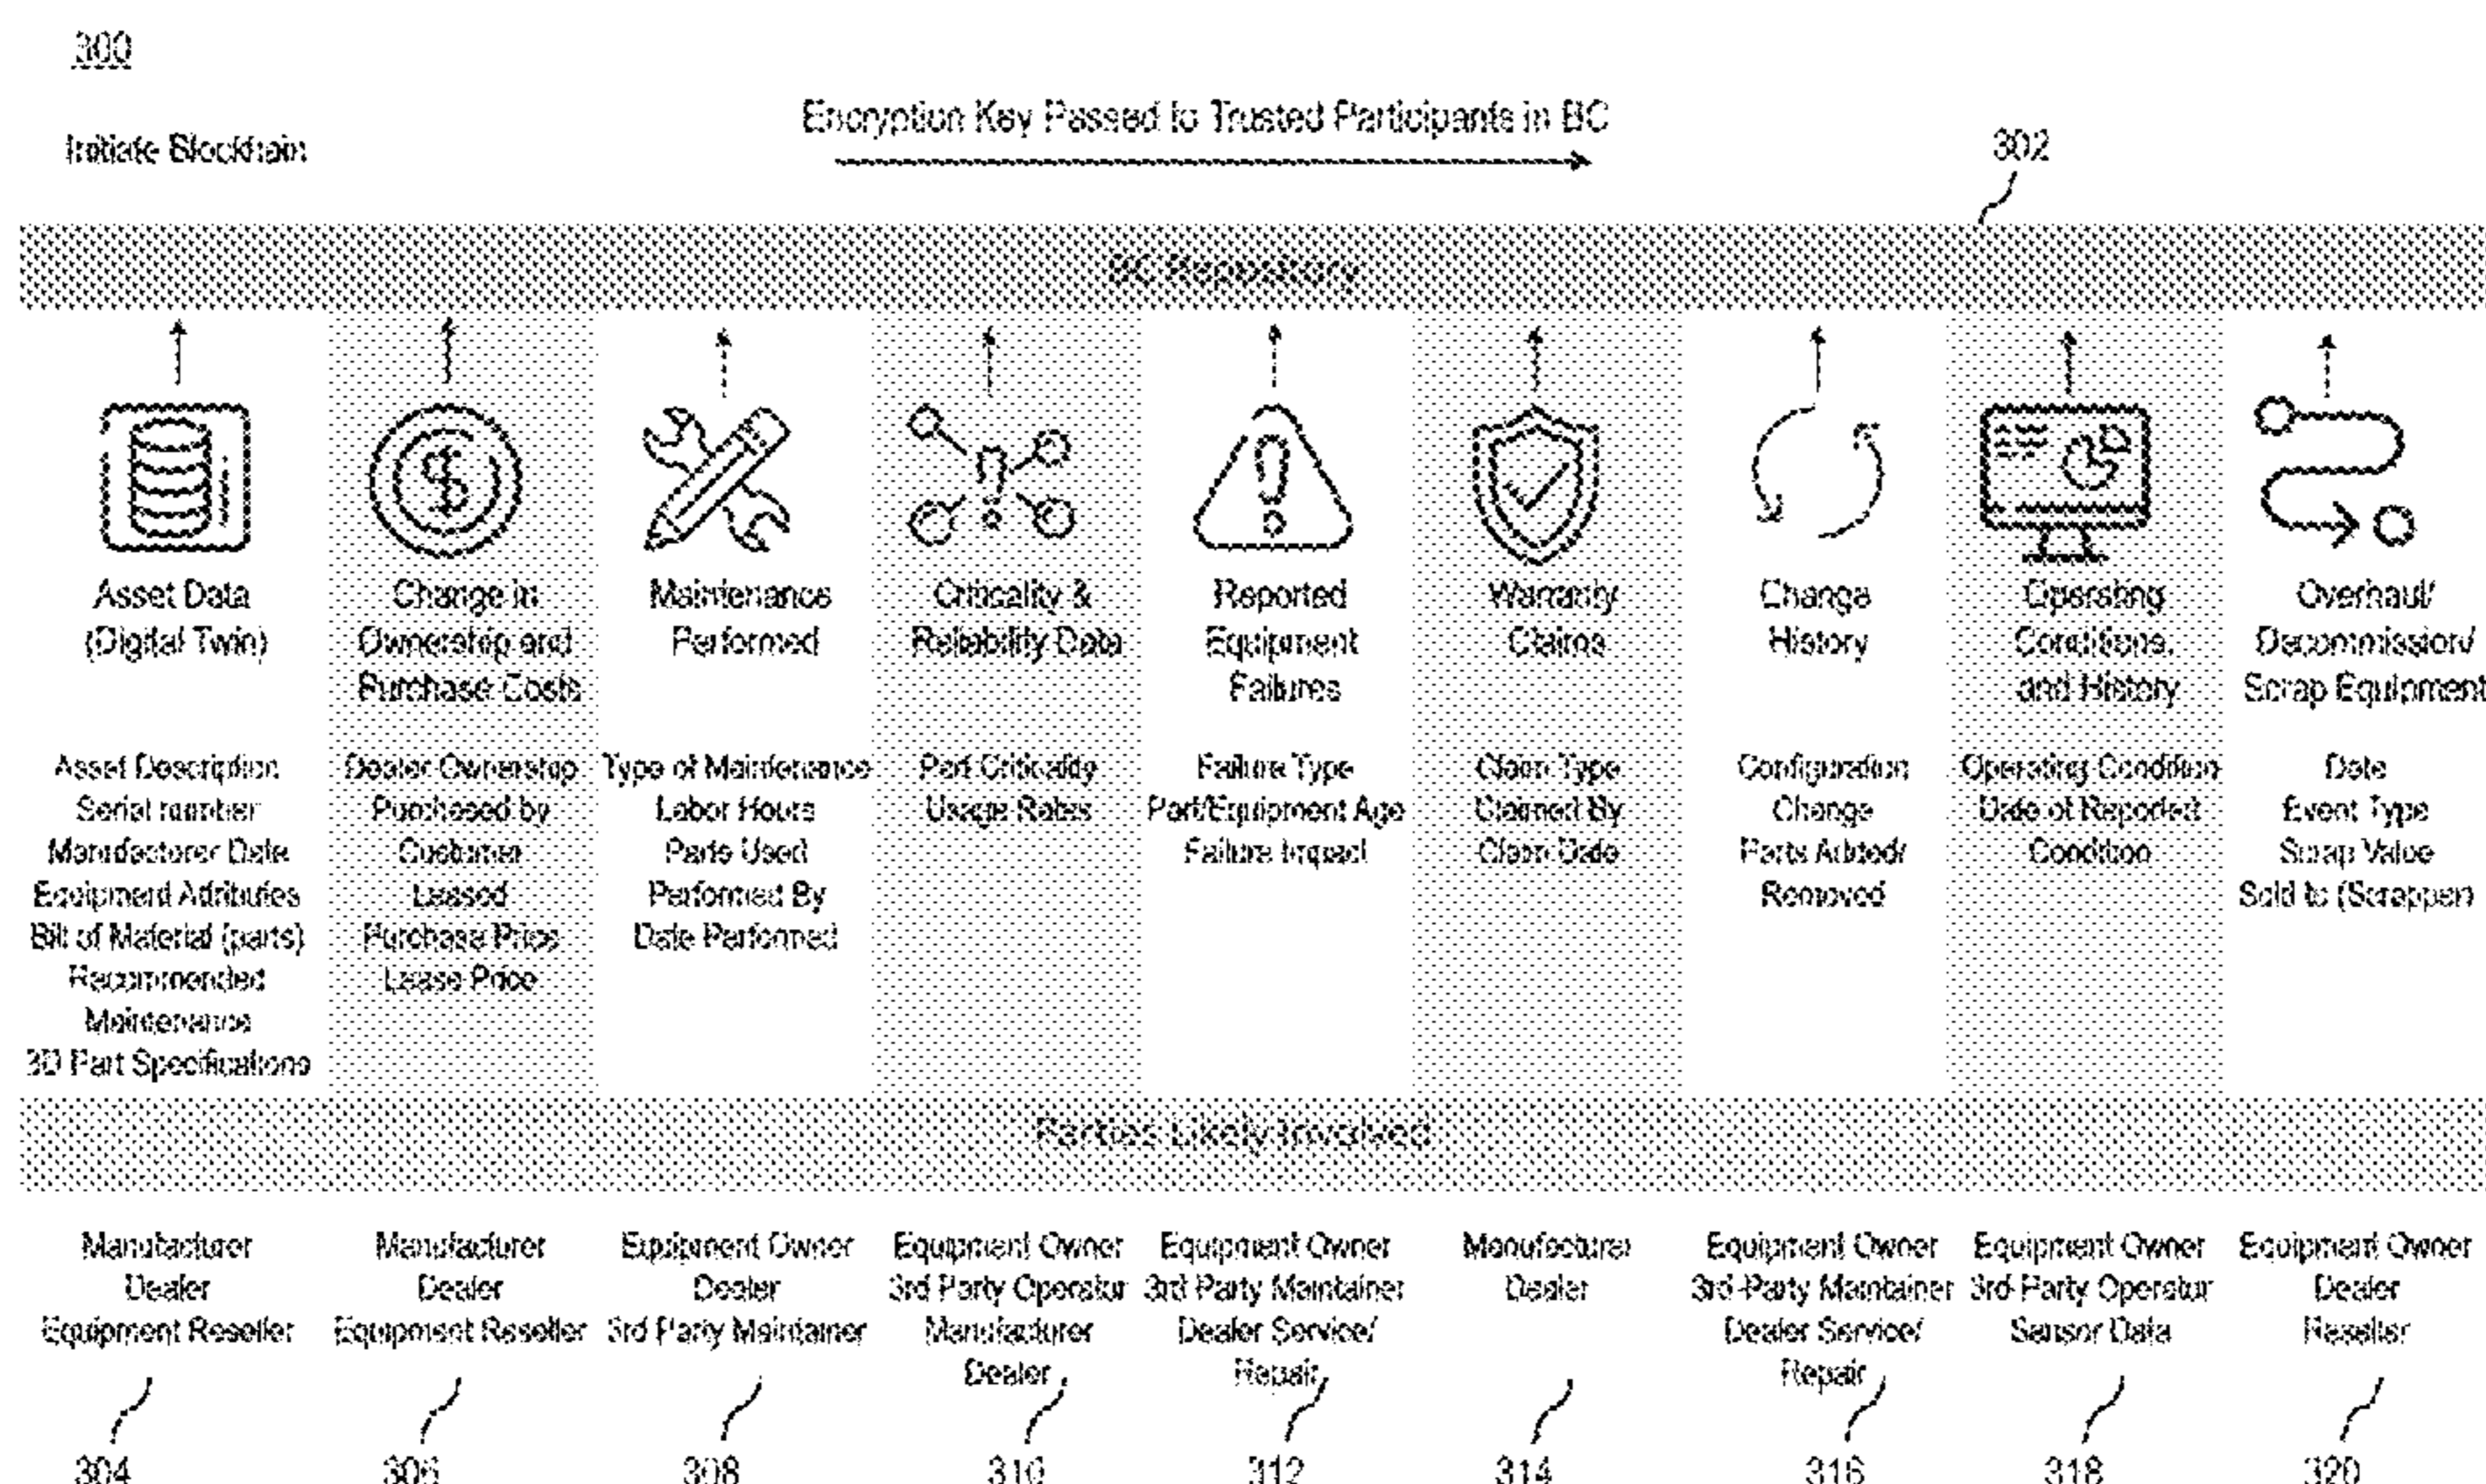 300
Encryption Key Passed to Trusted Participants in BC
Initiate Blockhain
302
BC Repository
Asset Data
(Digital Twin)
Change in
Ownership and
Purchase Costs
Maintenance
Performed
Criticality &
Reliability Data
Reported
Equipment
Failures
Warranty
Claims
Change
History
Operating
Conditions,
and History
Overhaul/
Decommission/
Scrap Equipment
Asset Description
Serial number
Manufacturer Date
Equipment Attributes
Bill of Material (parts)
Recommended
Maintenance
3D Part Specifications
Dealer Ownership
Purchased by
Customer
Leased
Purchase Price
Lease Price
Type of Maintenance
Labor Hours
Parts Used
Performed By
Date Performed
Part Criticality
Usage Rates
Failure Type
Part/Equipment Age
Failure Impact
Claim Type
Claimed By
Claim Date
Configuration
Change
Parts Added/
Removed
Operating Condition
Date of Reported
Condition
Date
Event Type
Scrap Value
Sold to (Scrapper)
Parties Likely Involved
Manufacturer
Dealer
Equipment Reseller
Manufacturer
Dealer
Equipment Reseller
Equipment Owner
Dealer
3rd Party Maintainer
Equipment Owner
3rd Party Operator
Manufacturer
Dealer
Equipment Owner
3rd Party Maintainer
Dealer Service/
Repair
Manufacturer
Dealer
Equipment Owner
3rd-Party Maintainer
Dealer Service/
Repair
Equipment Owner
3rd-Party Operator
Sensor Data
Equipment Owner
Dealer
Reseller
304
306
308
310
312
314
316
318
320